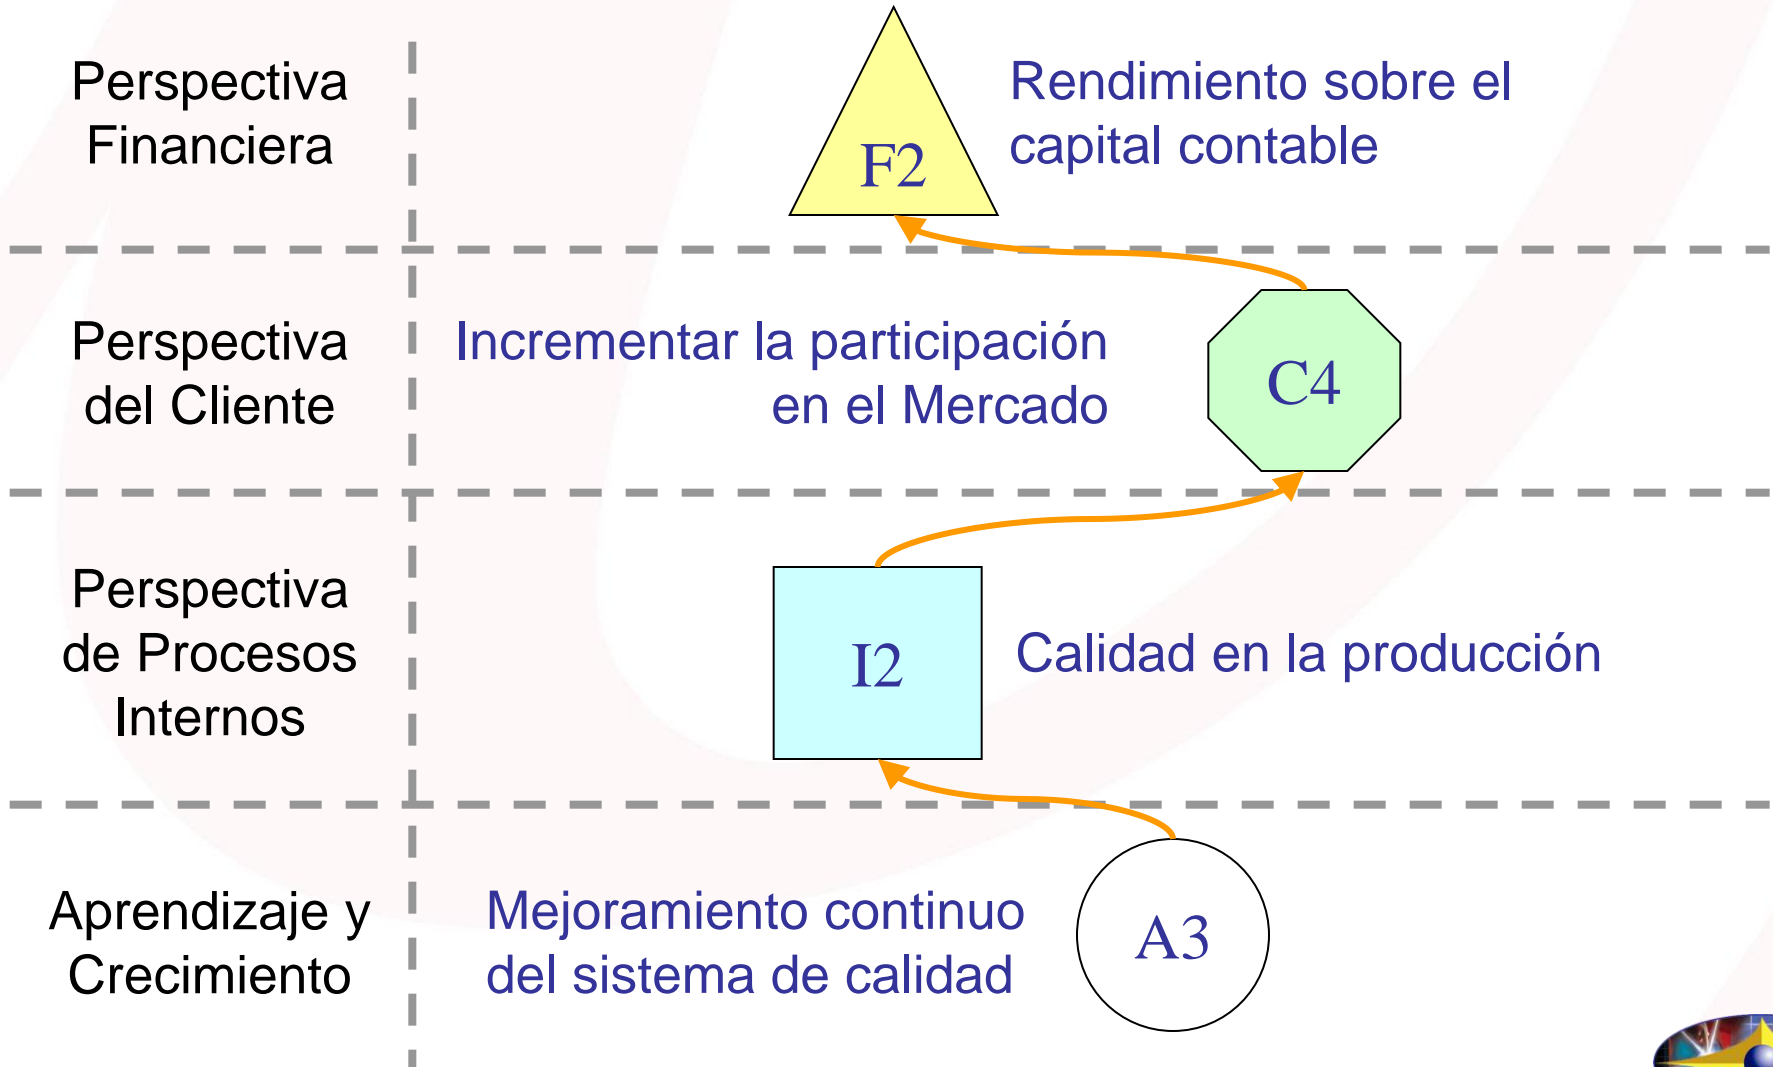 Perspectiva
Financiera
F2
Rendimiento sobre el
capital contable
Perspectiva
del Cliente
Incrementar la participación
en el Mercado
C4
Perspectiva
de Procesos
Internos
I2
Calidad en la producción
Aprendizaje y
Crecimiento
Mejoramiento continuo
del sistema de calidad
A3